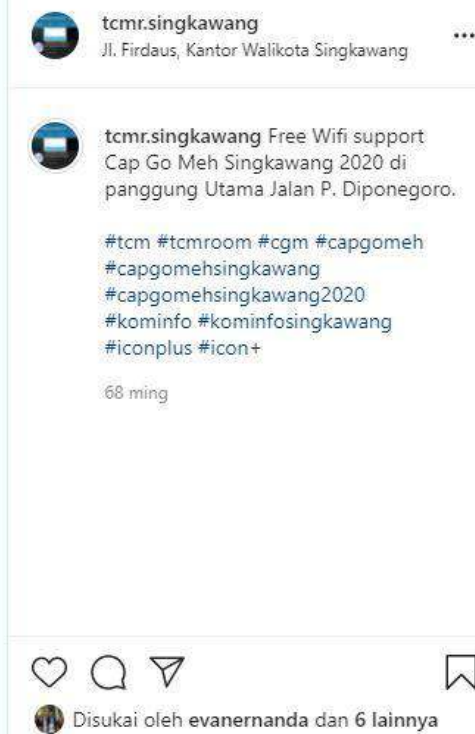 tcmr.singkawang
Jl. Firdaus, Kantor Walikota Singkawang
tcmr.singkawang Free Wifi support
Cap Go Meh Singkawang 2020 di
panggung Utama Jalan P. Diponegoro.
#tcm #tcmroom #cgm #capgomeh
#capgomehsingkawang
#capgomehsingkawang2020
#kominfo #kominfosingkawang
#iconplus #icon+
68 ming
Disukai oleh evanernanda dan 6 lainnya